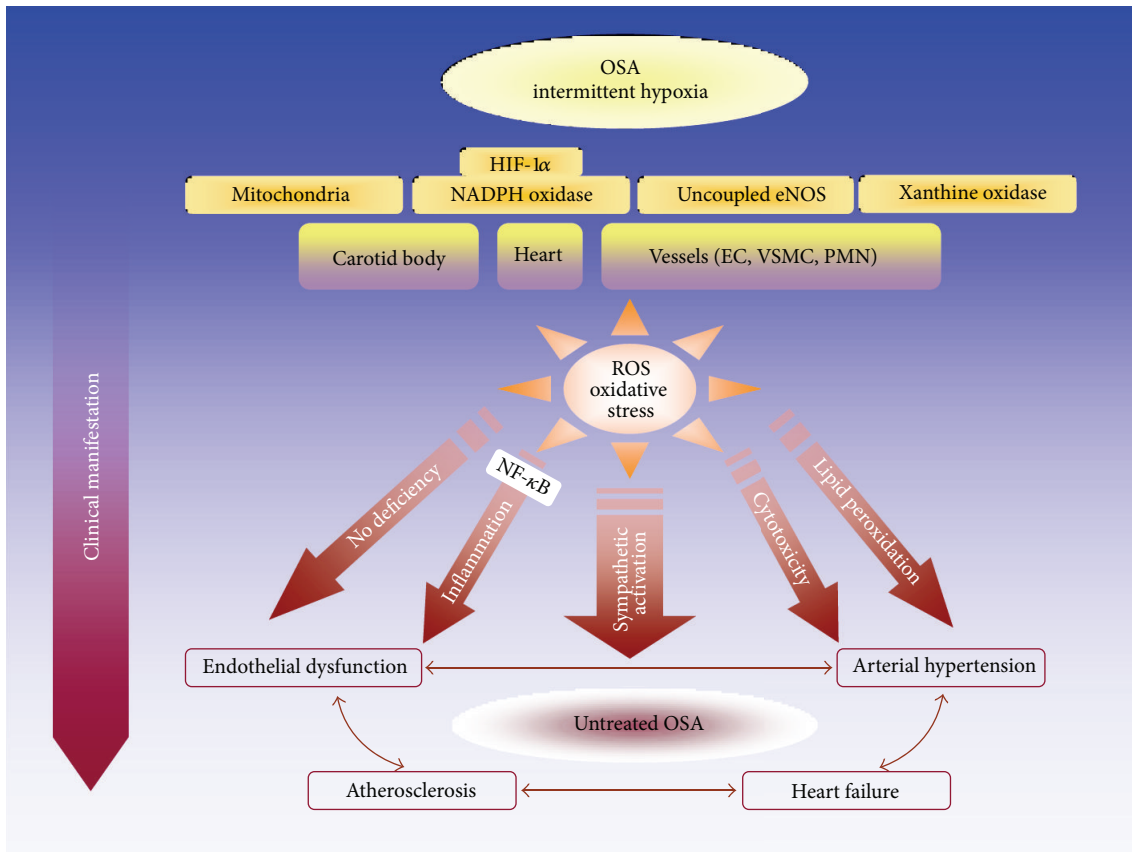 OSA
intermittent hypoxia
HIF-1α
Mitochondria
NADPH oxidase
Uncoupled eNOS
Xanthine oxidase
Carotid body
Heart
Vessels (EC, VSMC, PMN)
ROS
oxidative
stress
Clinical manifestation
No deficiency
NF-κB
Inflammation
Sympathetic
activation
Cytotoxicity
Lipid peroxidation
Endothelial dysfunction
Arterial hypertension
Untreated OSA
Atherosclerosis
Heart failure